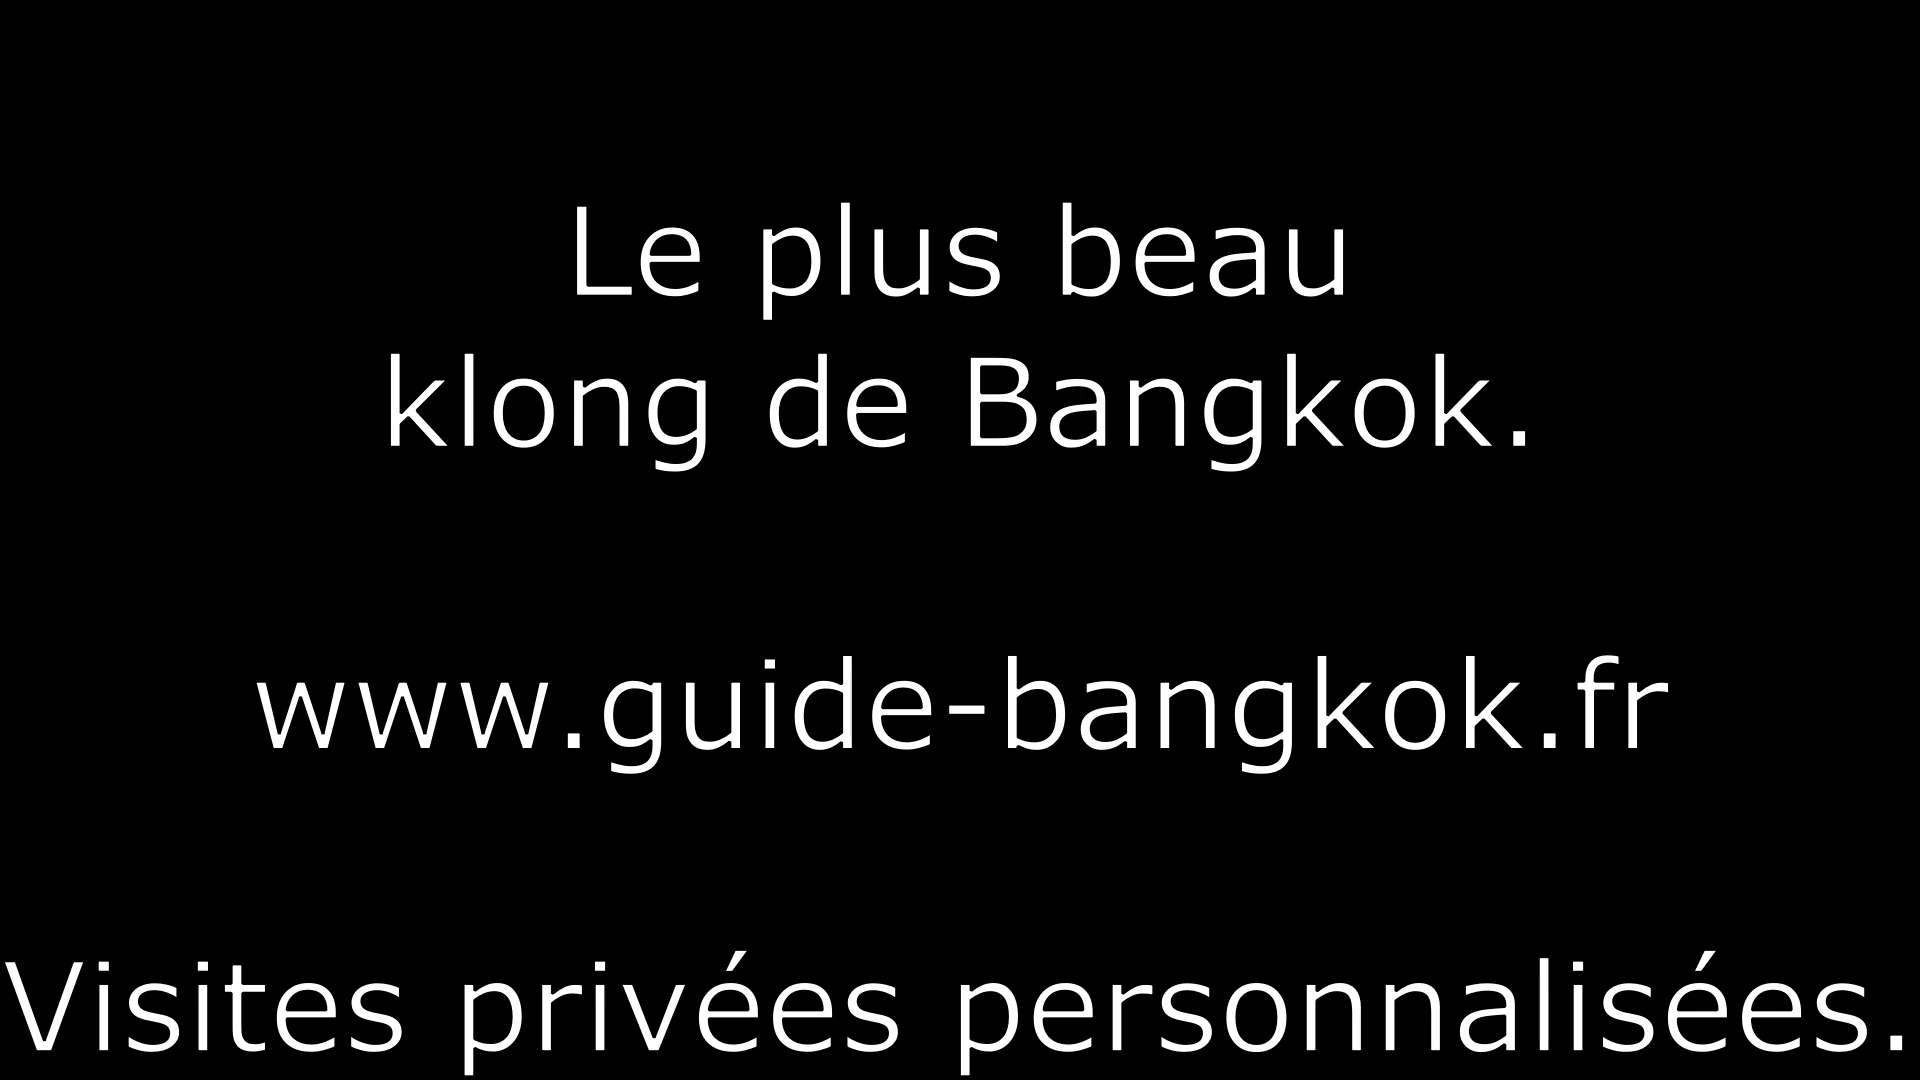 Le plus beau
klong de Bangkok.
www.guide-bangkok.fr
Visites privées personnalisées.